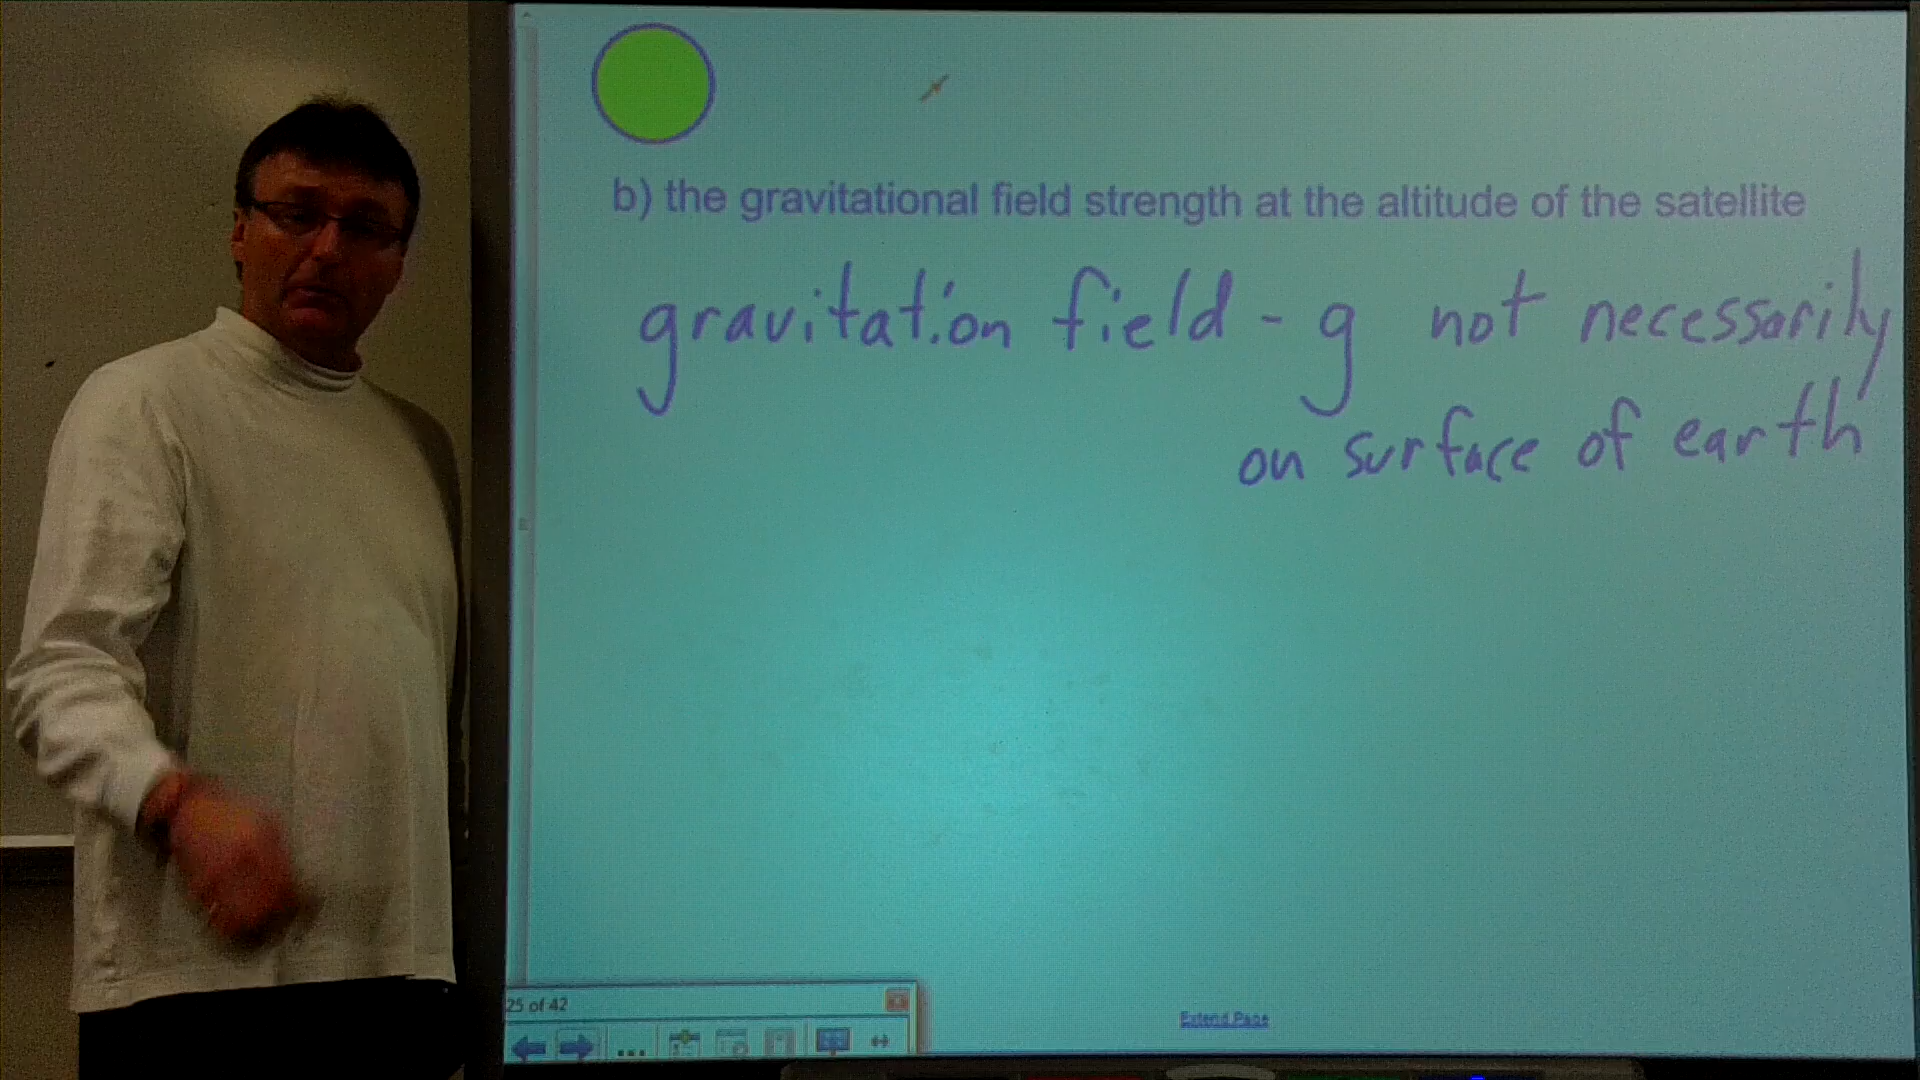 b) the gravitational field strength at the altitude of the satellite
gravitation field - g not necessarily
on surface of earth
25 of 42
Extend Page